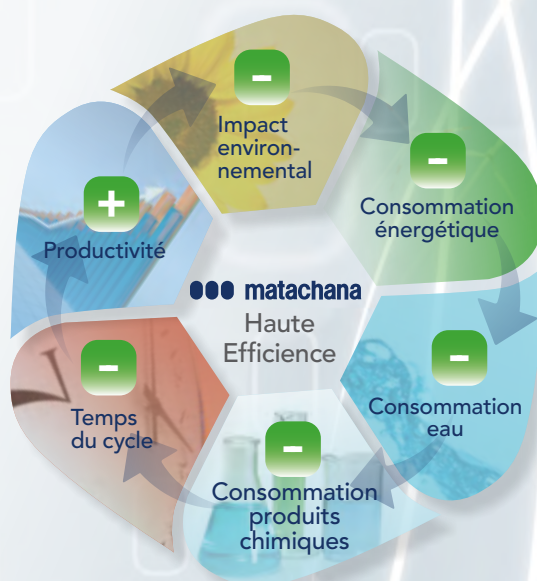 -
Impact
environ-
nemental
-
Consommation
énergétique
-
Consommation
eau
-
Consommation
produits
chimiques
-
Temps
du cycle
+
Productivité
matachana
Haute
Efficience